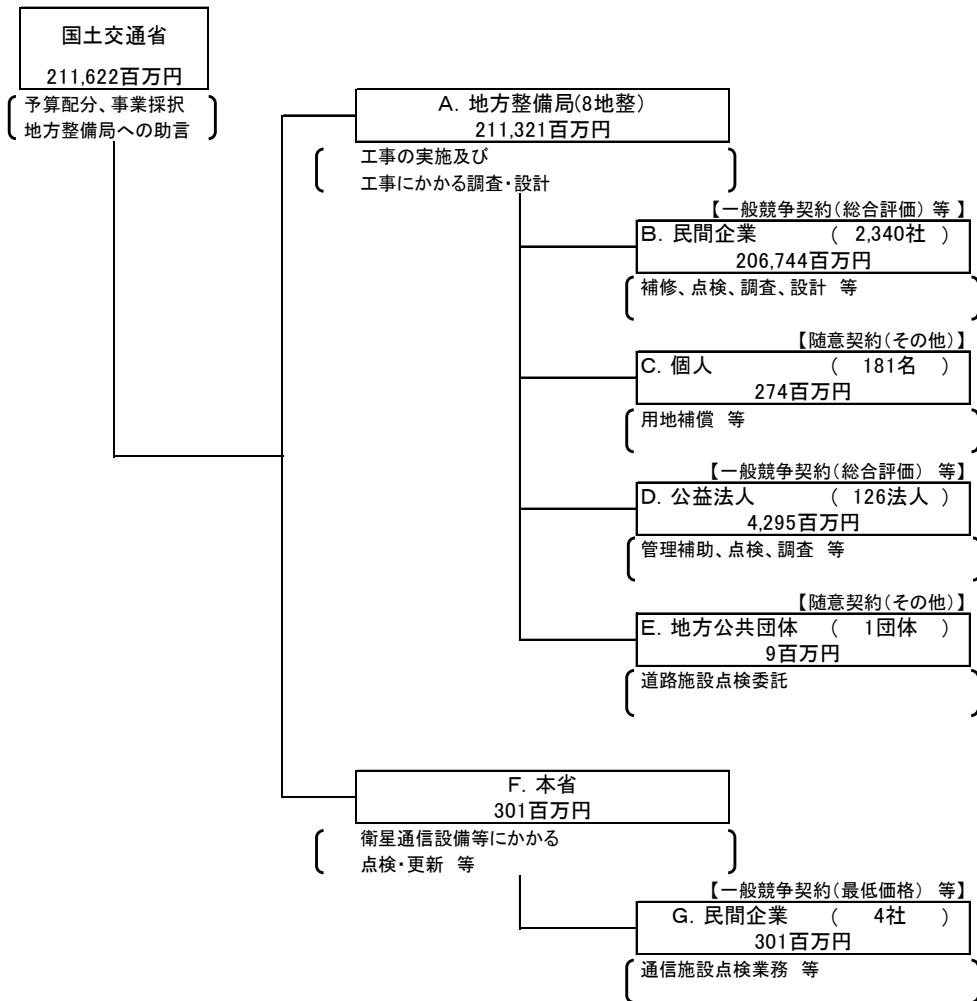 国土交通省
211,622百万円
予算配分、事業採択
地方整備局への助言
A. 地方整備局(8地整)
211,321百万円
工事の実施及び
工事にかかる調査・設計
【一般競争契約(総合評価) 等 】
B. 民間企業 ( 2,340社 )
206,744百万円
補修、点検、調査、設計 等
【随意契約(その他)】
C. 個人 ( 181名 )
274百万円
用地補償 等
【一般競争契約(総合評価) 等】
D. 公益法人 ( 126法人 )
4,295百万円
管理補助、点検、調査 等
【随意契約(その他)】
E. 地方公共団体 ( 1団体 )
9百万円
道路施設点検委託
F. 本省
301百万円
衛星通信設備等にかかる
点検・更新 等
【一般競争契約(最低価格) 等】
G. 民間企業 ( 4社 )
301百万円
通信施設点検業務 等